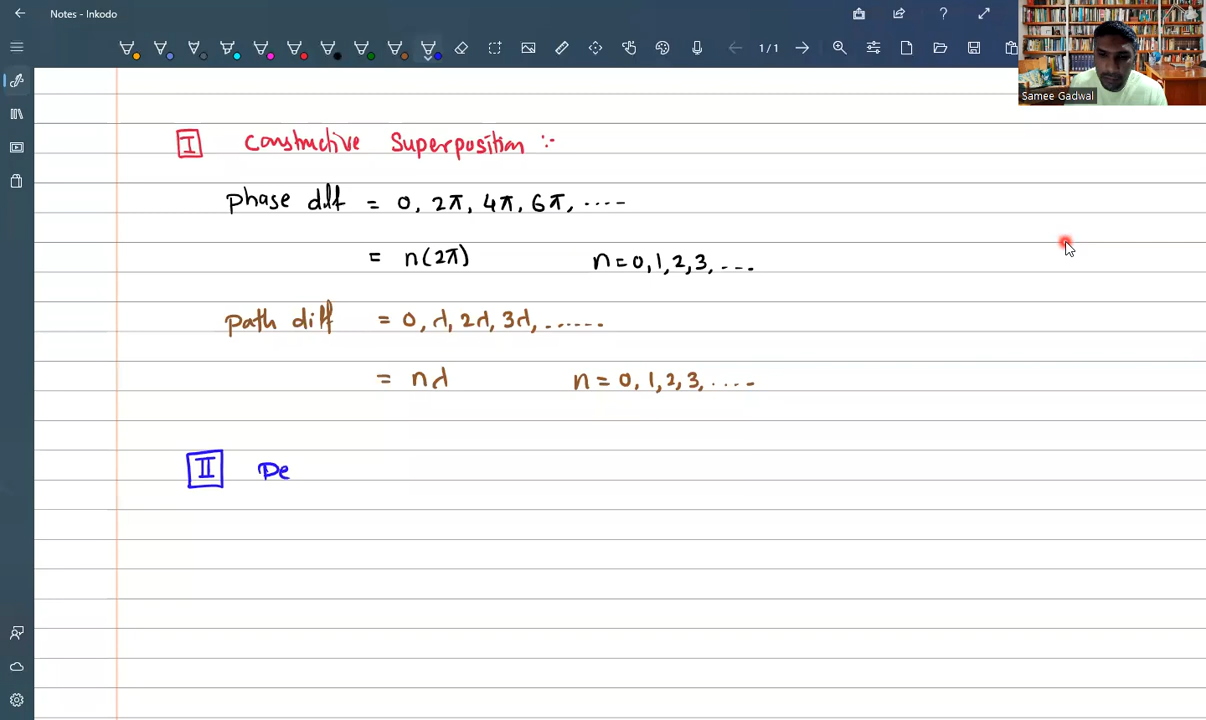 Notes - Inkodo
1/1
Samee Gadwal
I Constructive Superposition :-
phase diff = 0, 2π, 4π, 6π, .....
= n(2π) n = 0, 1, 2, 3, ....
path diff = 0, λ, 2λ, 3λ, .......
= nλ n = 0, 1, 2, 3, .....
II De